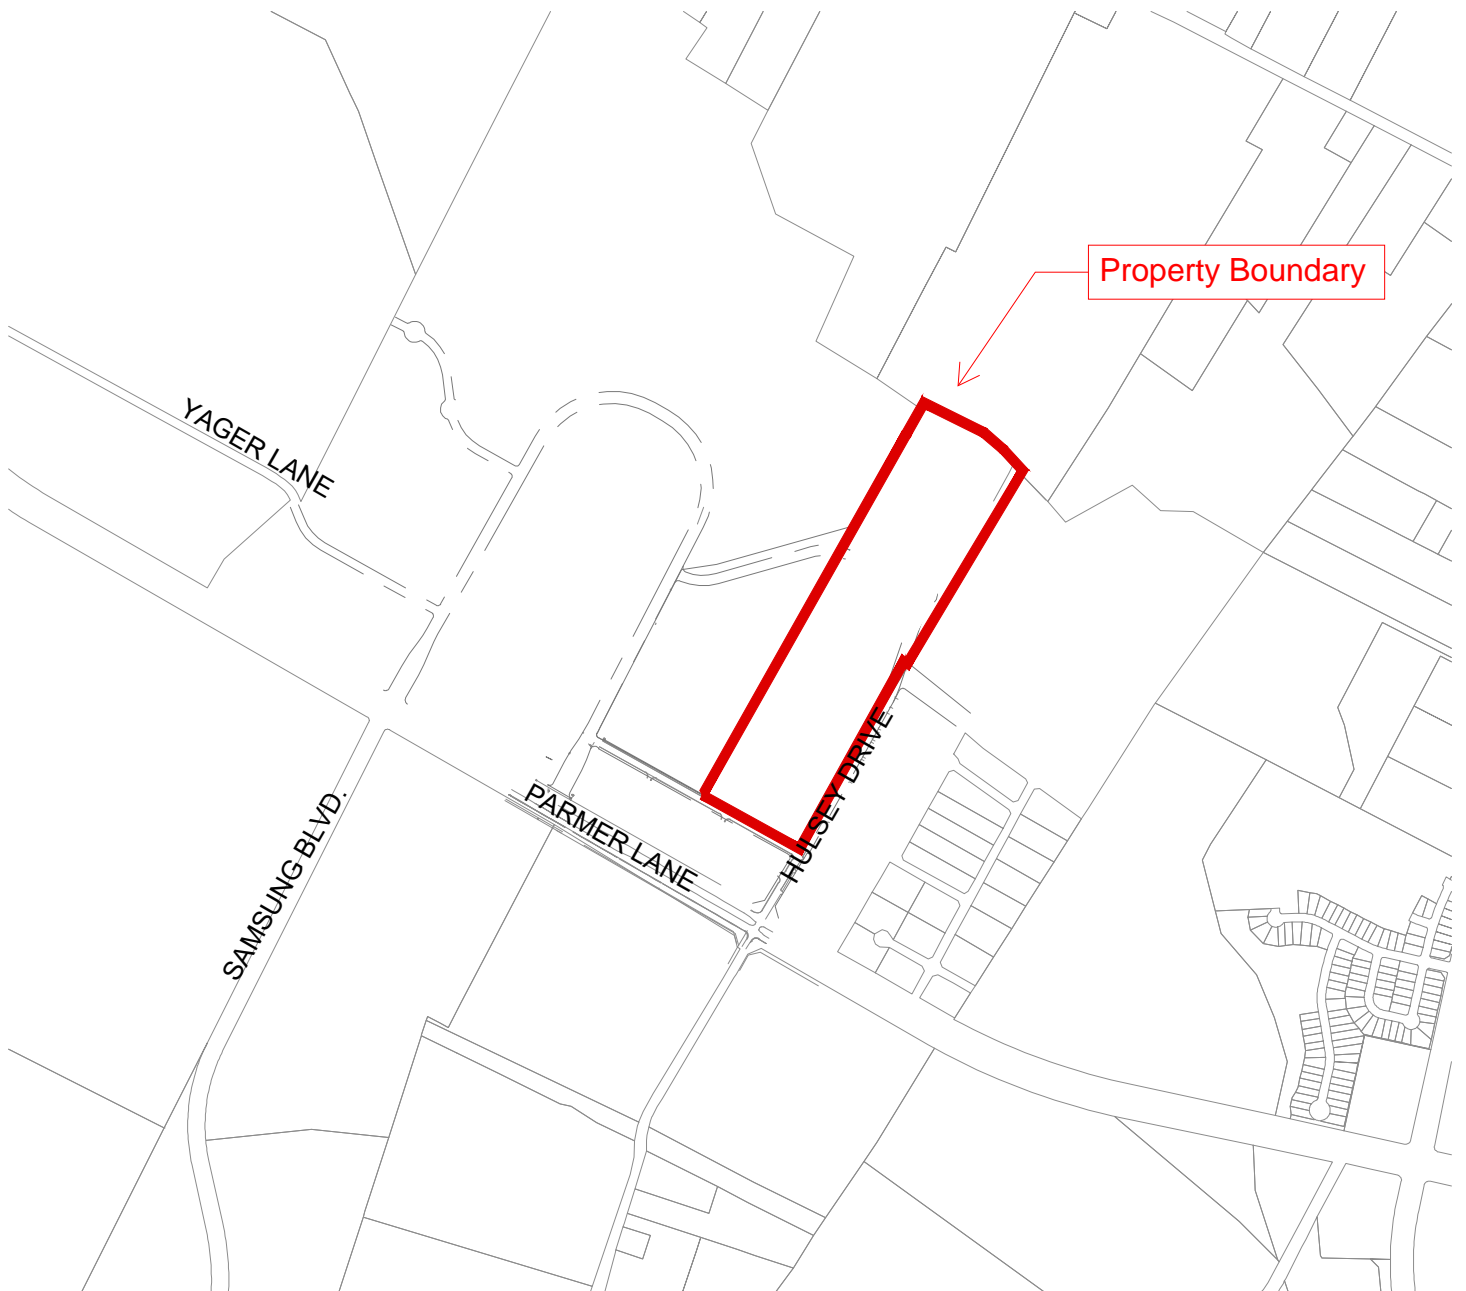 Property Boundary
YAGER LANE
HULSEY DRIVE
PARMER LANE
SAMSUNG BLVD.